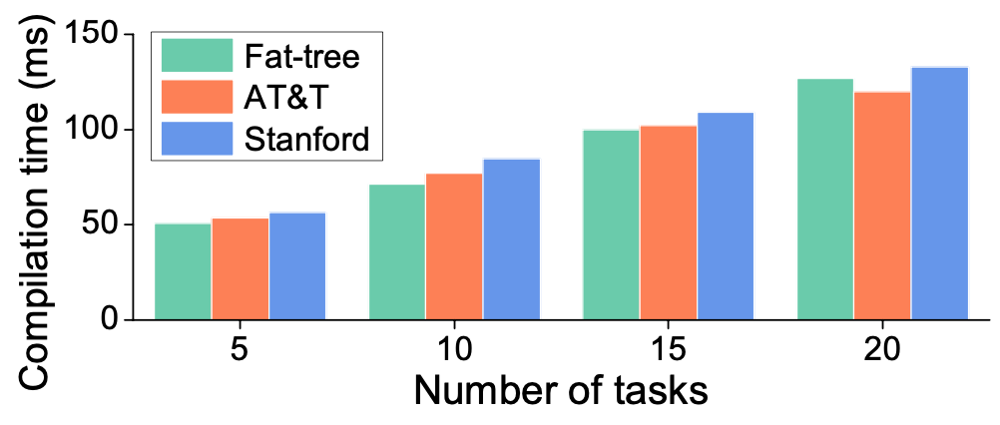 Compilation time (ms)
150
100
50
0
Fat-tree
AT&T
Stanford
5 10 15 20
Number of tasks